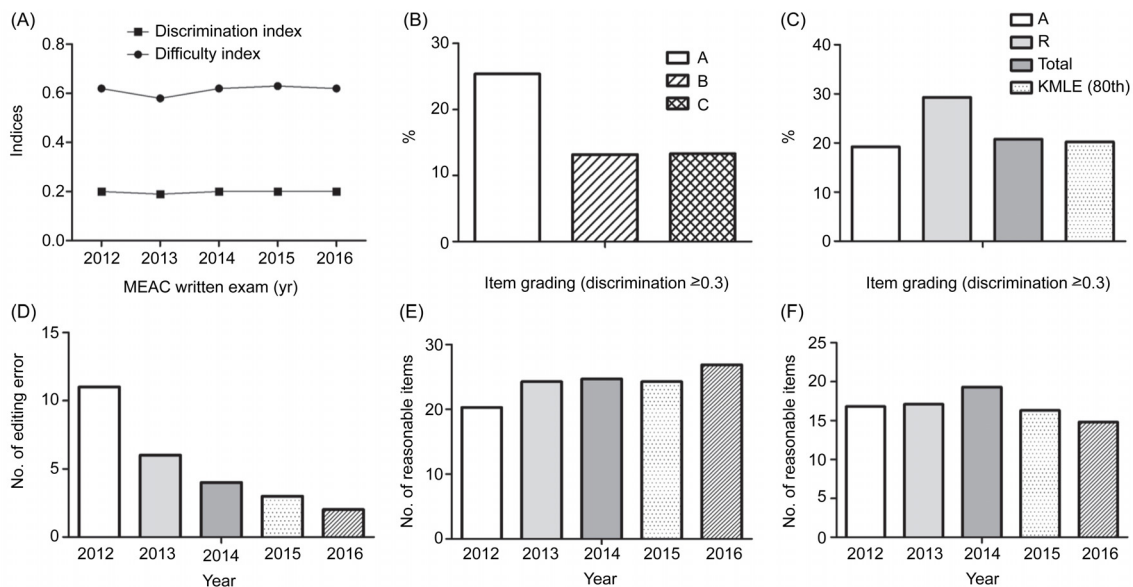 (A)
Discrimination index
Difficulty index
0.8
0.6
0.4
0.2
0.0
Indices
2012 2013 2014 2015 2016
MEAC written exam (yr)
(B)
30
20
10
0
%
A
B
C
Item grading (discrimination ≥0.3)
(C)
40
30
20
10
0
%
A
R
Total
KMLE (80th)
Item grading (discrimination ≥0.3)
(D)
15
10
5
0
No. of editing error
2012 2013 2014 2015 2016
Year
(E)
30
20
10
0
No. of reasonable items
2012 2013 2014 2015 2016
Year
(F)
25
20
15
10
5
0
No. of reasonable items
2012 2013 2014 2015 2016
Year